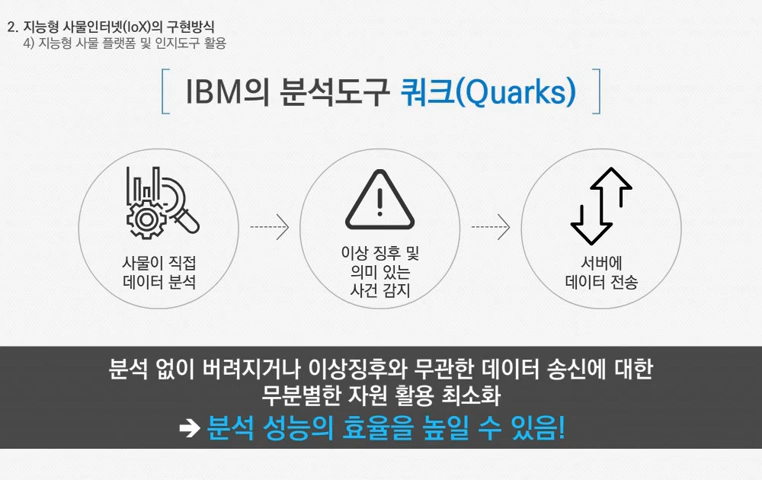 2. 지능형 사물인터넷(IoX)의 구현방식
4) 지능형 사물 플랫폼 및 인지도구 활용
IBM의 분석도구 쿼크(Quarks)
사물이 직접
데이터 분석
이상 징후 및
의미 있는
사건 감지
서버에
데이터 전송
분석 없이 버려지거나 이상징후와 무관한 데이터 송신에 대한
무분별한 자원 활용 최소화
➔ 분석 성능의 효율을 높일 수 있음!